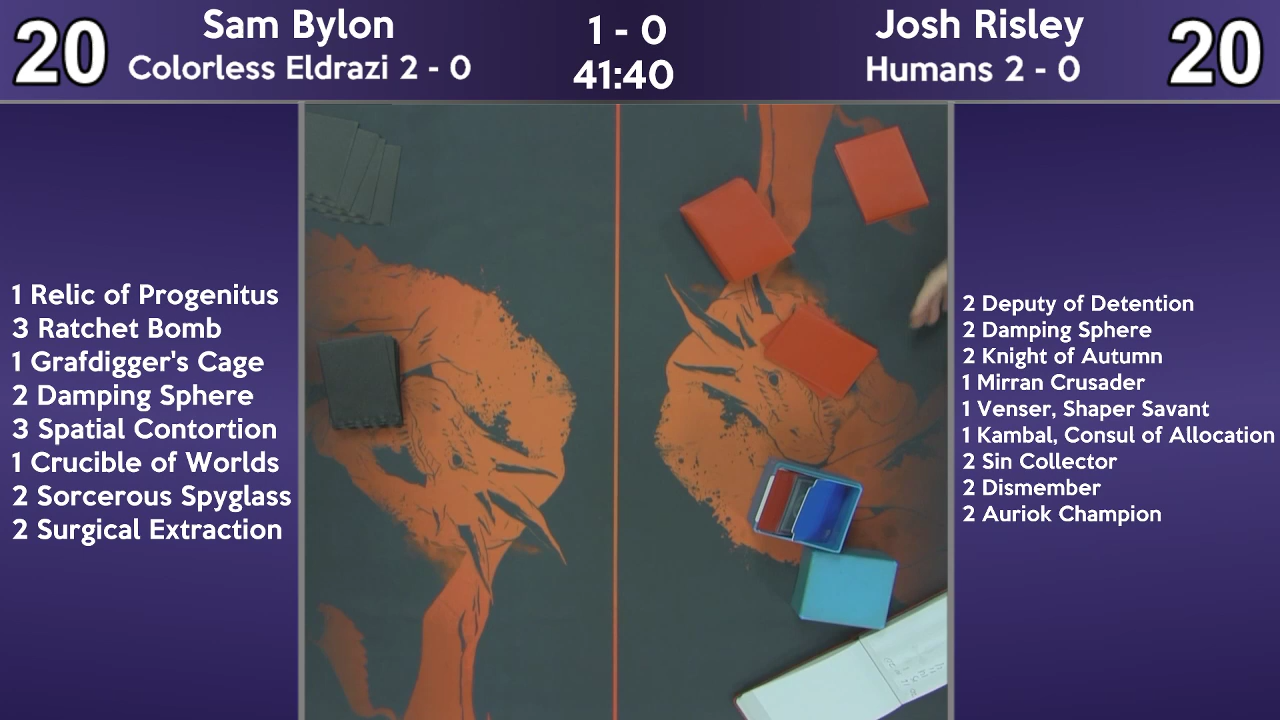 20
Sam Bylon
Colorless Eldrazi 2 - 0
1 - 0
41:40
Josh Risley
Humans 2 - 0
20
1 Relic of Progenitus
3 Ratchet Bomb
1 Grafdigger's Cage
2 Damping Sphere
3 Spatial Contortion
1 Crucible of Worlds
2 Sorcerous Spyglass
2 Surgical Extraction
2 Deputy of Detention
2 Damping Sphere
2 Knight of Autumn
1 Mirran Crusader
1 Venser, Shaper Savant
1 Kambal, Consul of Allocation
2 Sin Collector
2 Dismember
2 Auriok Champion